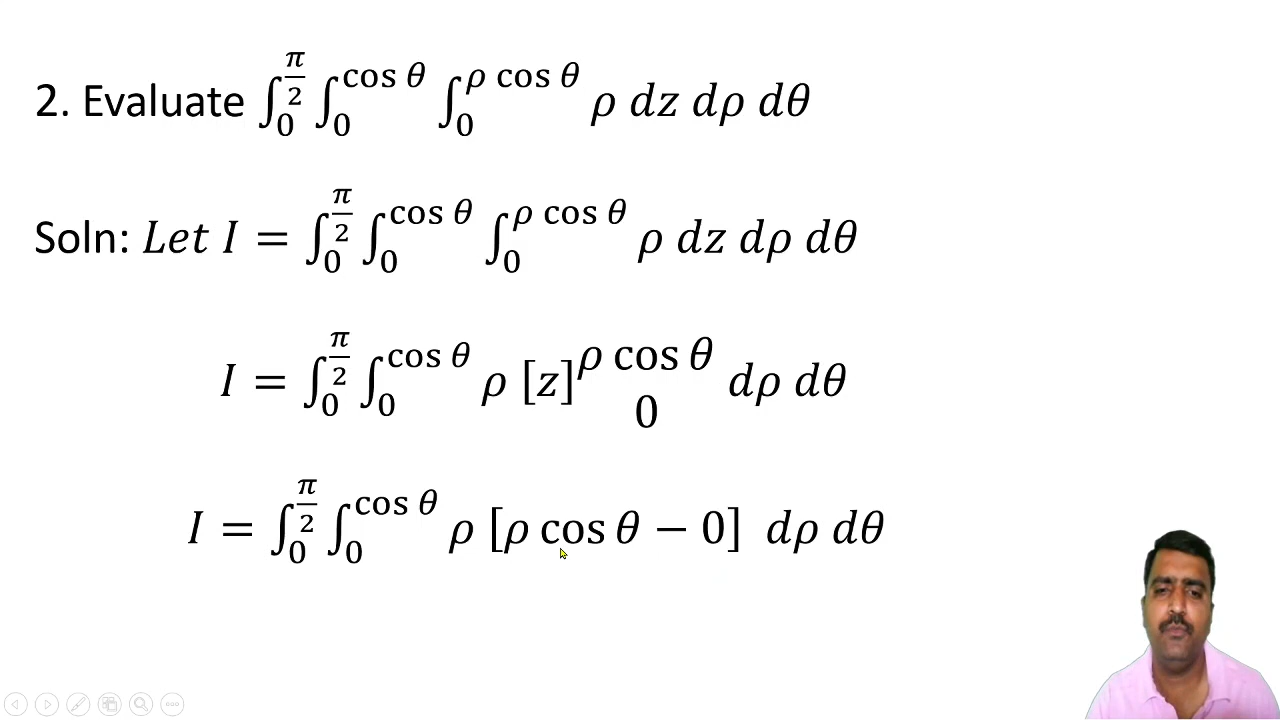 2. Evaluate ∫₀^(π/2) ∫₀^(cos θ) ∫₀^(ρ cos θ) ρ dz dρ dθ
Soln: Let I = ∫₀^(π/2) ∫₀^(cos θ) ∫₀^(ρ cos θ) ρ dz dρ dθ
I = ∫₀^(π/2) ∫₀^(cos θ) ρ [z]₀^(ρ cos θ) dρ dθ
I = ∫₀^(π/2) ∫₀^(cos θ) ρ [ρ cos θ − 0] dρ dθ